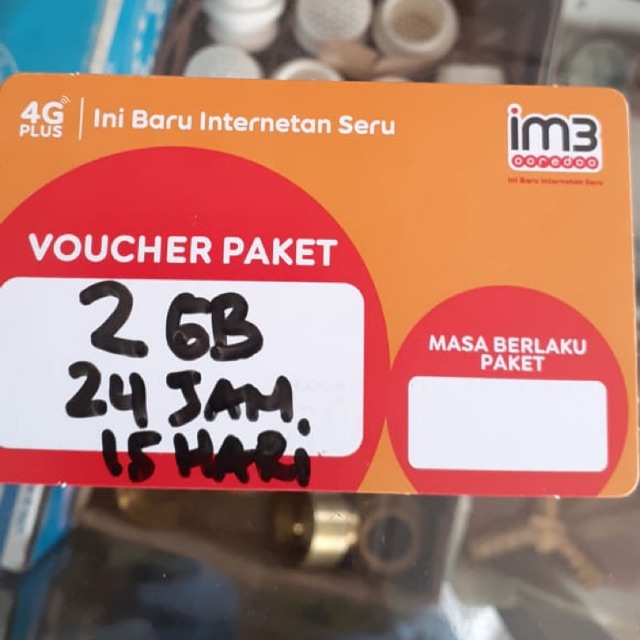 4G PLUS
Ini Baru Internetan Seru
im3
ooredoo
Ini Baru Internetan Seru
VOUCHER PAKET
2 GB
24 JAM.
15 HARI
MASA BERLAKU
PAKET